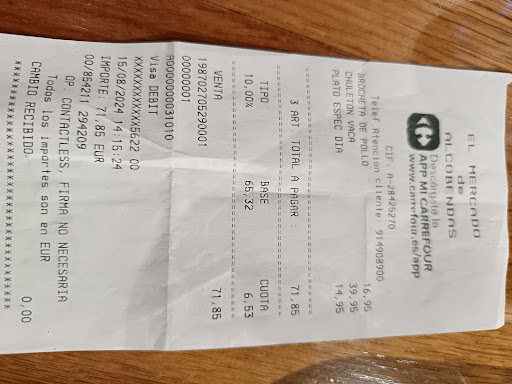 EL MERCADO
de
ALCOBENDAS
Descárgate la
APP MI CARREFOUR
www.carrefour.es/app
CIF: A-28425270
Telef.Atencion cliente: 914908900
BROCHETA DE POLLO 16,95
CHULETON VACA 39,95
PLATO ESPEC DIA 14,95
========================================
3 ART. TOTAL A PAGAR : 71,85
========================================
TIPO BASE CUOTA
10,00% 65,32 6,53
----------------------------------------
VENTA 71,85
198702705290001
00000001
A0000000031010
Visa DEBIT
XXXXXXXXXXXX5622 00
15/08/2024 14:15:24
IMPORTE: 71,85 EUR
00/854211 294209
OP. CONTACTLESS, FIRMA NO NECESARIA
Todos los importes son en EUR
CAMBIO RECIBIDO 0,00
****************************************